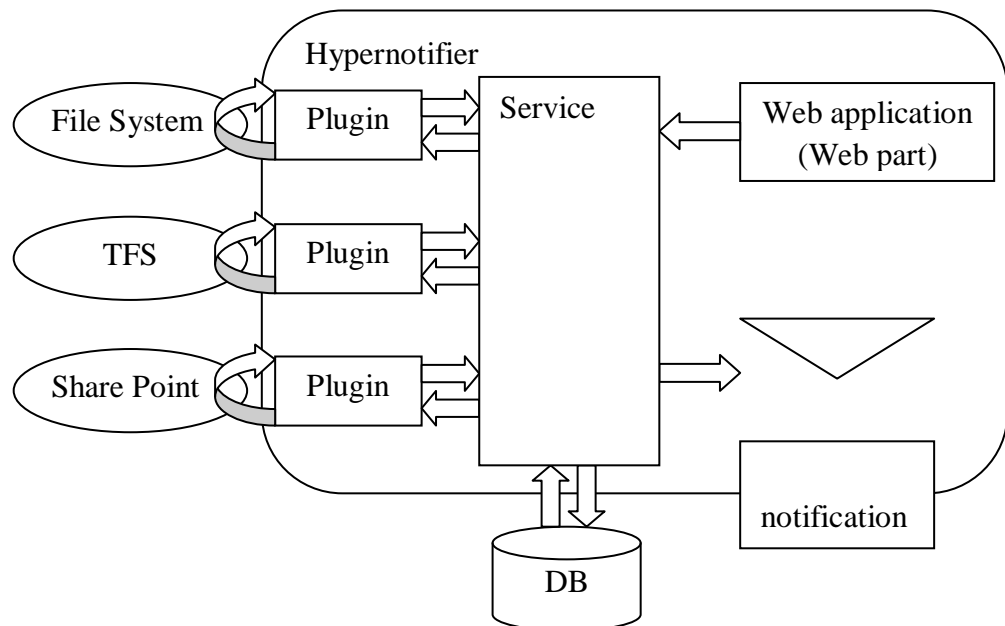 Hypernotifier
File System
Plugin
Service
Web application
(Web part)
TFS
Plugin
Share Point
Plugin
notification
DB